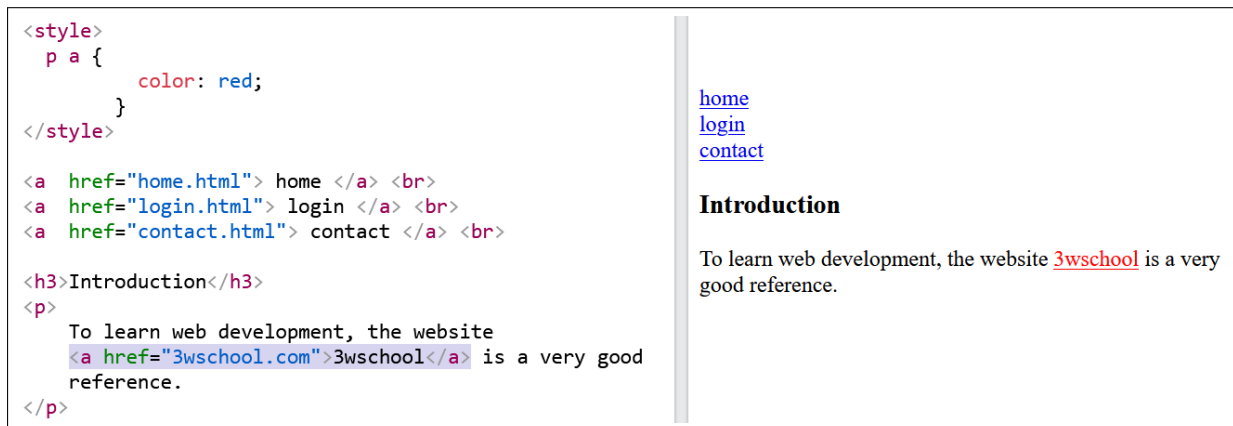 <style>
p a {
color: red;
}
</style>
<a  href="home.html"> home </a> <br>
<a  href="login.html"> login </a> <br>
<a  href="contact.html"> contact </a> <br>
<h3>Introduction</h3>
<p>
To learn web development, the website
<a href="3wschool.com">3wschool</a> is a very good
reference.
</p>
home
login
contact
Introduction
To learn web development, the website 3wschool is a very
good reference.